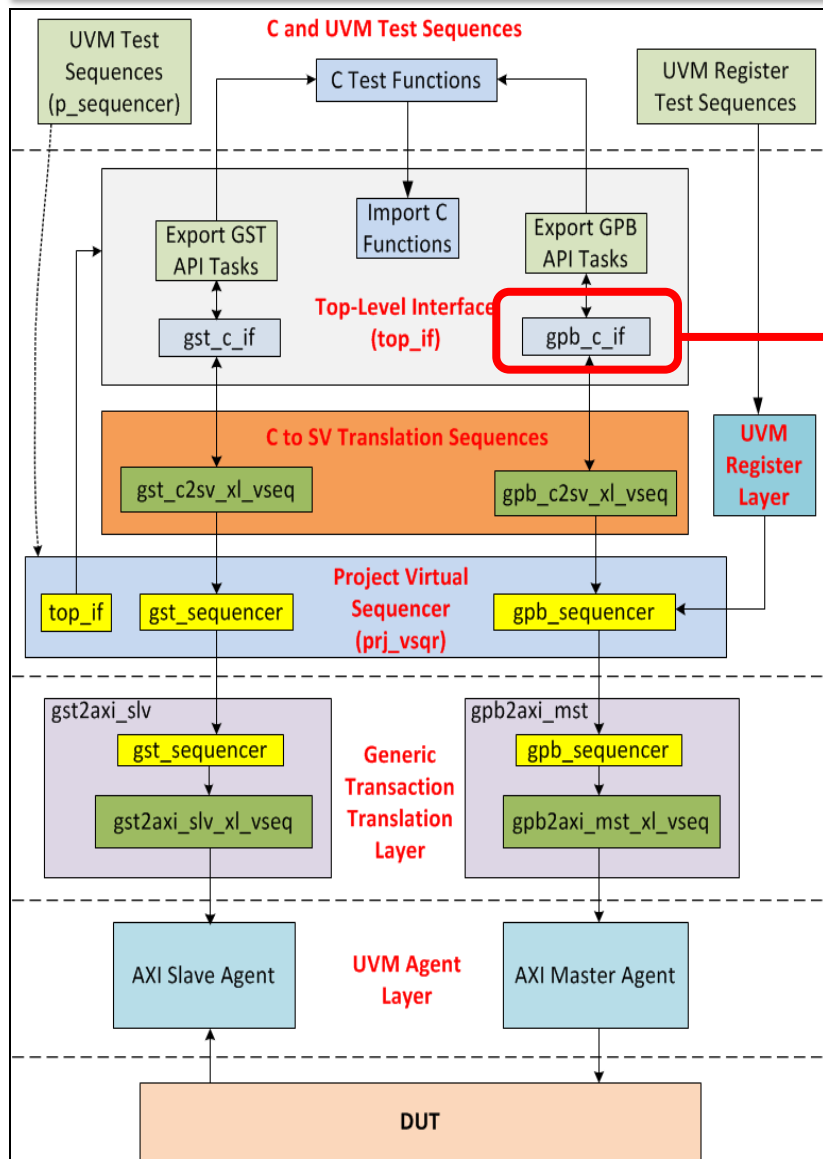 C and UVM Test Sequences
UVM Test
Sequences
(p_sequencer)
C Test Functions
UVM Register
Test Sequences
Export GST
API Tasks
Import C
Functions
Export GPB
API Tasks
Top-Level Interface
(top_if)
gst_c_if
gpb_c_if
C to SV Translation Sequences
gst_c2sv_xl_vseq
gpb_c2sv_xl_vseq
UVM
Register
Layer
Project Virtual
Sequencer
(prj_vsqr)
top_if
gst_sequencer
gpb_sequencer
gst2axi_slv
gpb2axi_mst
gst_sequencer
gpb_sequencer
Generic
Transaction
Translation
Layer
gst2axi_slv_xl_vseq
gpb2axi_mst_xl_vseq
AXI Slave Agent
UVM Agent
Layer
AXI Master Agent
DUT